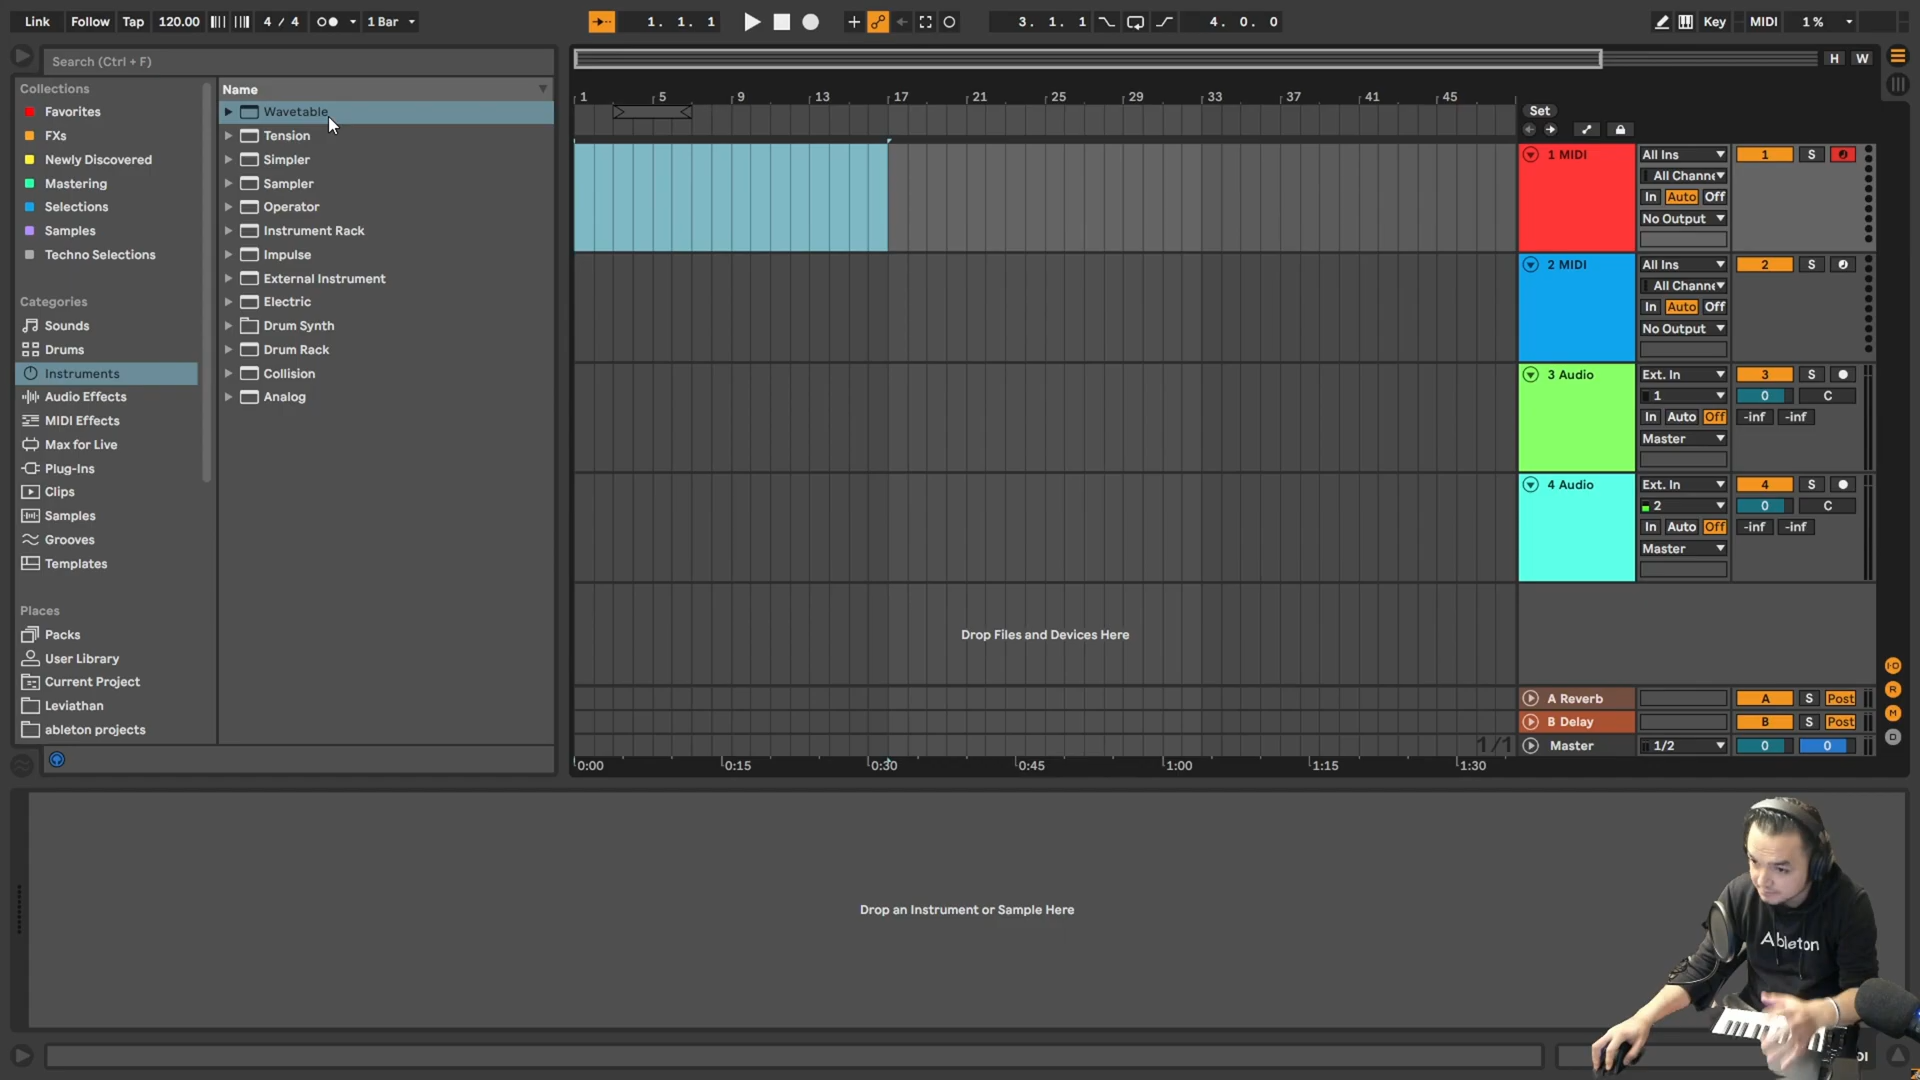 Link Follow Tap 120.00 4 / 4 1 Bar 1. 1. 1 3. 1. 1 4. 0. 0 Key MIDI 1 %
Search (Ctrl + F)
H W
Collections
Favorites
FXs
Newly Discovered
Mastering
Selections
Samples
Techno Selections
Categories
Sounds
Drums
Instruments
Audio Effects
MIDI Effects
Max for Live
Plug-Ins
Clips
Samples
Grooves
Templates
Places
Packs
User Library
Current Project
Leviathan
ableton projects
Name
Wavetable
Tension
Simpler
Sampler
Operator
Instrument Rack
Impulse
External Instrument
Electric
Drum Synth
Drum Rack
Collision
Analog
1 5 9 13 17 21 25 29 33 37 41 45
Set
1 MIDI All Ins 1 S
All Channe
In Auto Off
No Output
2 MIDI All Ins 2 S
All Channe
In Auto Off
No Output
3 Audio Ext. In 3 S
1 0 C
In Auto Off -inf -inf
Master
4 Audio Ext. In 4 S
2 0 C
In Auto Off -inf -inf
Master
Drop Files and Devices Here
A Reverb A S Post
B Delay B S Post
1/1 Master 1/2 0 0
I·O
R
M
D
0:00 0:15 0:30 0:45 1:00 1:15 1:30
Drop an Instrument or Sample Here
Ableton